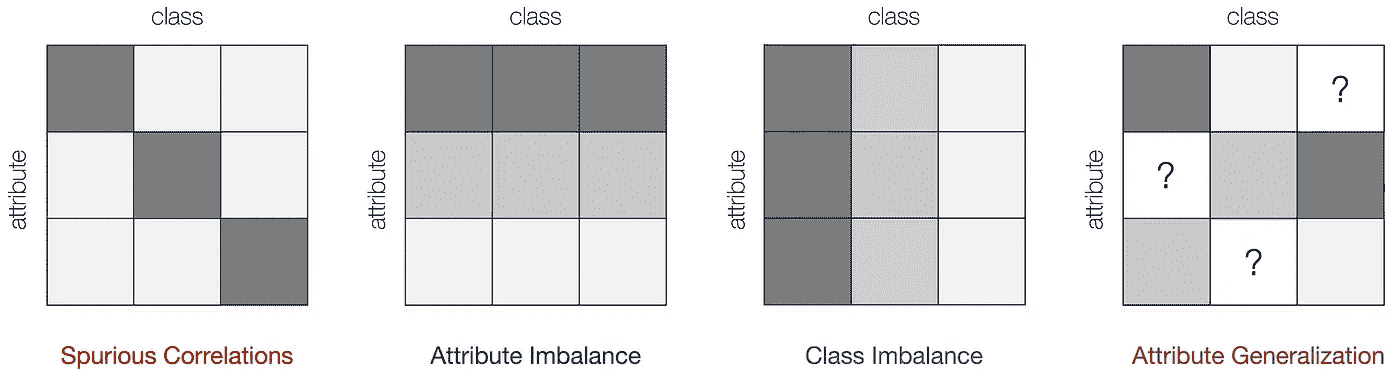 class
class
class
class
attribute
attribute
attribute
attribute
?
?
?
Spurious Correlations
Attribute Imbalance
Class Imbalance
Attribute Generalization